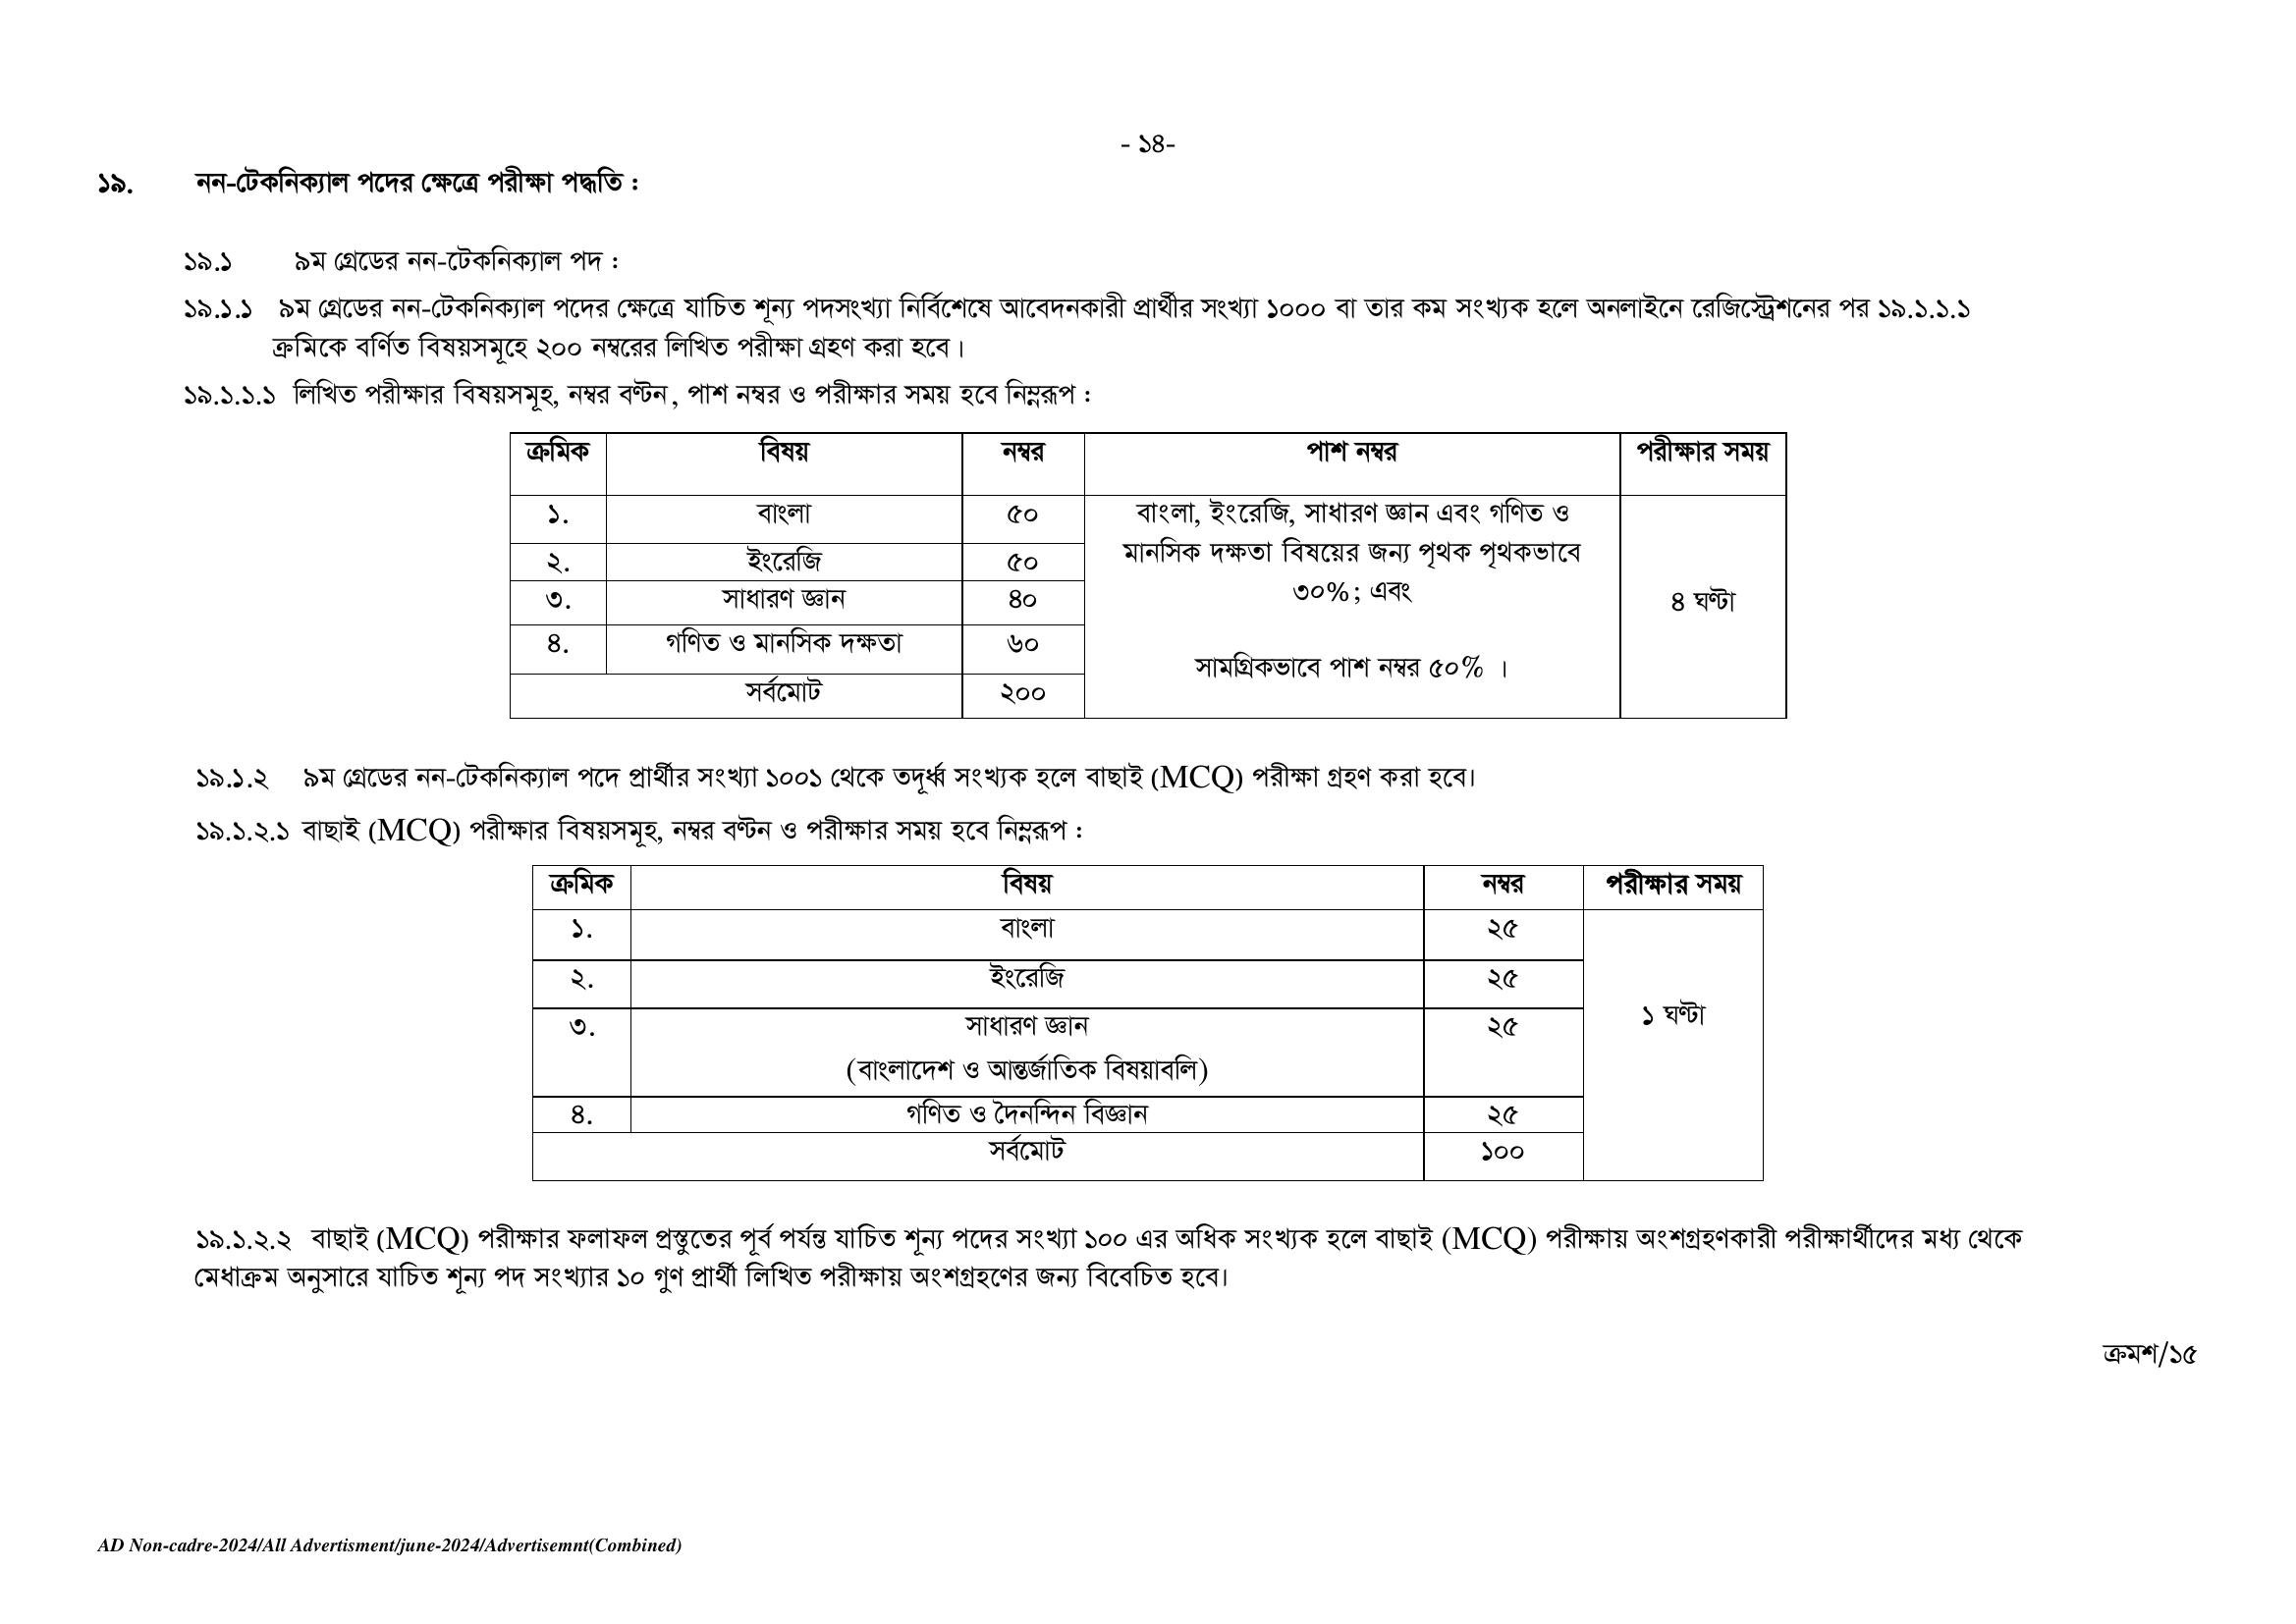 - ১৪-
১৯. নন-টেকনিক্যাল পদের ক্ষেত্রে পরীক্ষা পদ্ধতি :
১৯.১ ৯ম গ্রেডের নন-টেকনিক্যাল পদ :
১৯.১.১ ৯ম গ্রেডের নন-টেকনিক্যাল পদের ক্ষেত্রে যাচিত শূন্য পদসংখ্যা নির্বিশেষে আবেদনকারী প্রার্থীর সংখ্যা ১০০০ বা তার কম সংখ্যক হলে অনলাইনে রেজিস্ট্রেশনের পর ১৯.১.১.১
ক্রমিকে বর্ণিত বিষয়সমূহে ২০০ নম্বরের লিখিত পরীক্ষা গ্রহণ করা হবে।
১৯.১.১.১ লিখিত পরীক্ষার বিষয়সমূহ, নম্বর বণ্টন, পাশ নম্বর ও পরীক্ষার সময় হবে নিম্নরূপ :
ক্রমিক বিষয় নম্বর পাশ নম্বর পরীক্ষার সময়
১. বাংলা ৫০
২. ইংরেজি ৫০
৩. সাধারণ জ্ঞান ৪০
৪. গণিত ও মানসিক দক্ষতা ৬০
সর্বমোট ২০০
বাংলা, ইংরেজি, সাধারণ জ্ঞান এবং গণিত ও
মানসিক দক্ষতা বিষয়ের জন্য পৃথক পৃথকভাবে
৩০%; এবং
সামগ্রিকভাবে পাশ নম্বর ৫০% ।
৪ ঘণ্টা
১৯.১.২ ৯ম গ্রেডের নন-টেকনিক্যাল পদে প্রার্থীর সংখ্যা ১০০১ থেকে তদূর্ধ্ব সংখ্যক হলে বাছাই (MCQ) পরীক্ষা গ্রহণ করা হবে।
১৯.১.২.১ বাছাই (MCQ) পরীক্ষার বিষয়সমূহ, নম্বর বণ্টন ও পরীক্ষার সময় হবে নিম্নরূপ :
ক্রমিক বিষয় নম্বর পরীক্ষার সময়
১. বাংলা ২৫
২. ইংরেজি ২৫
৩. সাধারণ জ্ঞান ২৫
(বাংলাদেশ ও আন্তর্জাতিক বিষয়াবলি)
৪. গণিত ও দৈনন্দিন বিজ্ঞান ২৫
সর্বমোট ১০০
১ ঘণ্টা
১৯.১.২.২ বাছাই (MCQ) পরীক্ষার ফলাফল প্রস্তুতের পূর্ব পর্যন্ত যাচিত শূন্য পদের সংখ্যা ১০০ এর অধিক সংখ্যক হলে বাছাই (MCQ) পরীক্ষায় অংশগ্রহণকারী পরীক্ষার্থীদের মধ্য থেকে
মেধাক্রম অনুসারে যাচিত শূন্য পদ সংখ্যার ১০ গুণ প্রার্থী লিখিত পরীক্ষায় অংশগ্রহণের জন্য বিবেচিত হবে।
ক্রমশ/১৫
AD Non-cadre-2024/All Advertisment/june-2024/Advertisemnt(Combined)